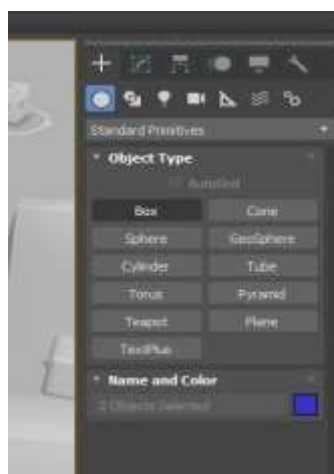 Standard Primitives
Object Type
AutoGrid
Box Cone
Sphere GeoSphere
Cylinder Tube
Torus Pyramid
Teapot Plane
TextPlus
Name and Color
2 Objects Selected